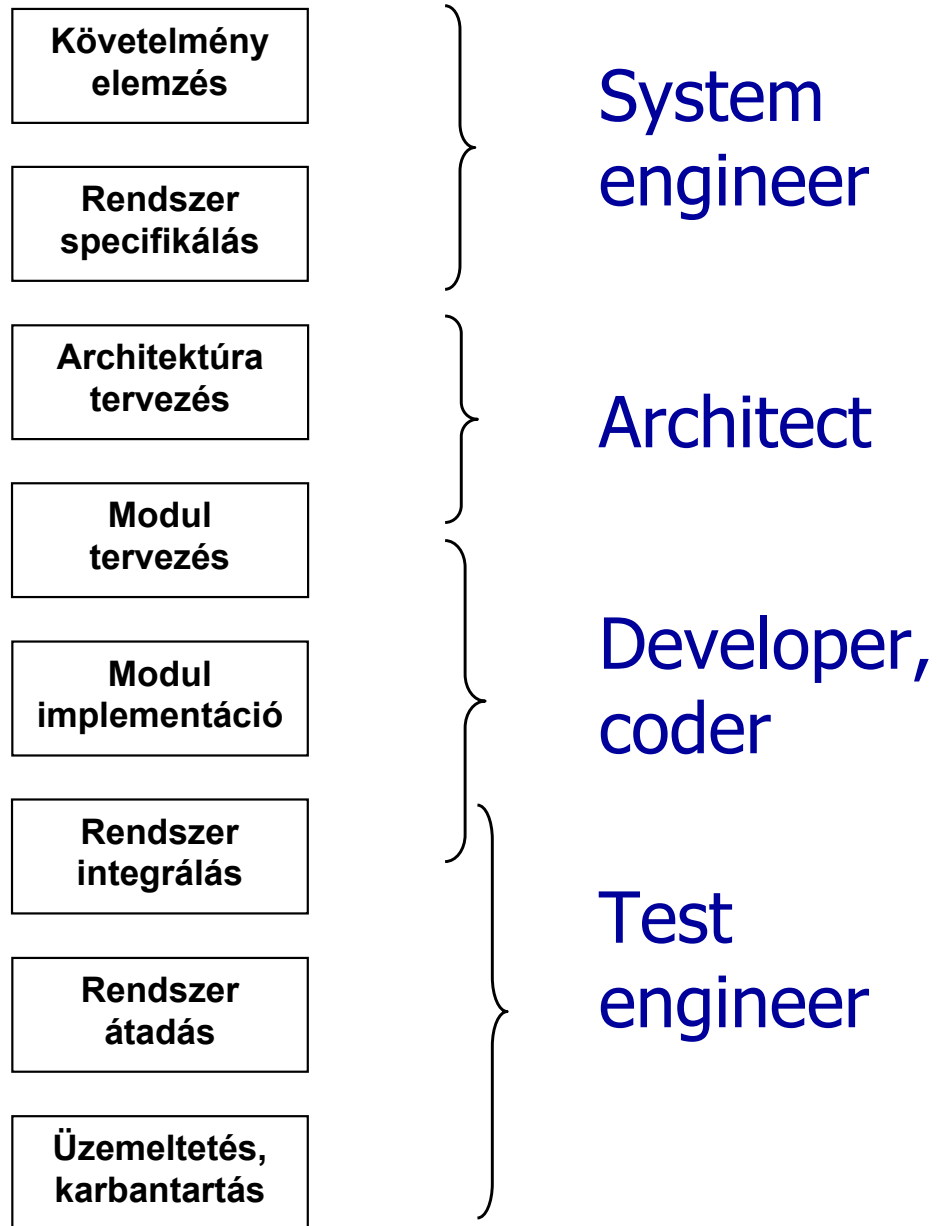 Követelmény
elemzés
System
engineer
Rendszer
specifikálás
Architektúra
tervezés
Architect
Modul
tervezés
Developer,
coder
Modul
implementáció
Rendszer
integrálás
Test
engineer
Rendszer
átadás
Üzemeltetés,
karbantartás